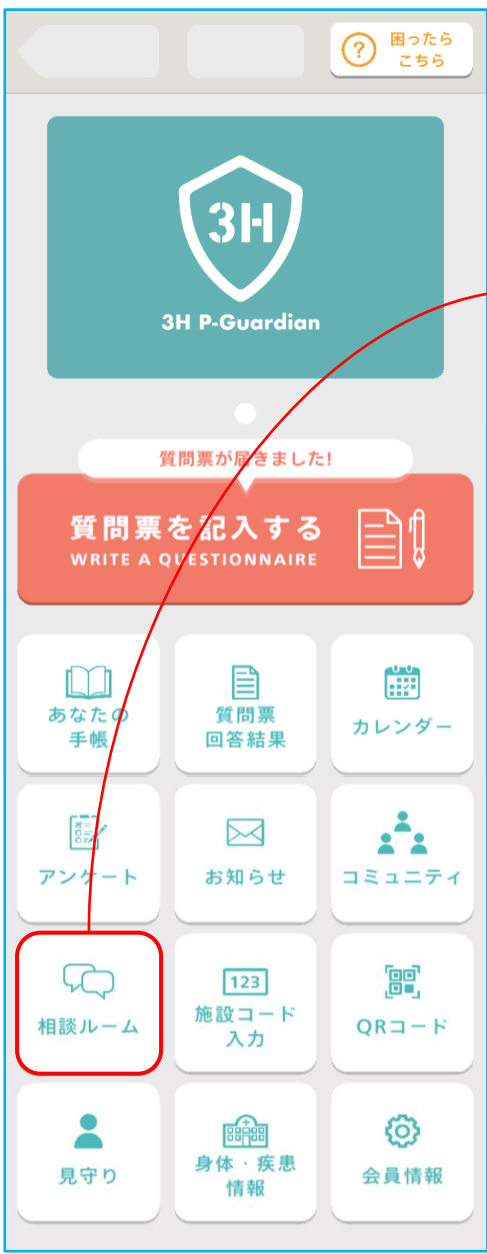 困ったら
こちら
3H
3H P-Guardian
質問票が届きました!
質問票を記入する
WRITE A QUESTIONNAIRE
あなたの
手帳
質問票
回答結果
カレンダー
アンケート
お知らせ
コミュニティ
相談ルーム
123
施設コード
入力
QRコード
見守り
身体・疾患
情報
会員情報